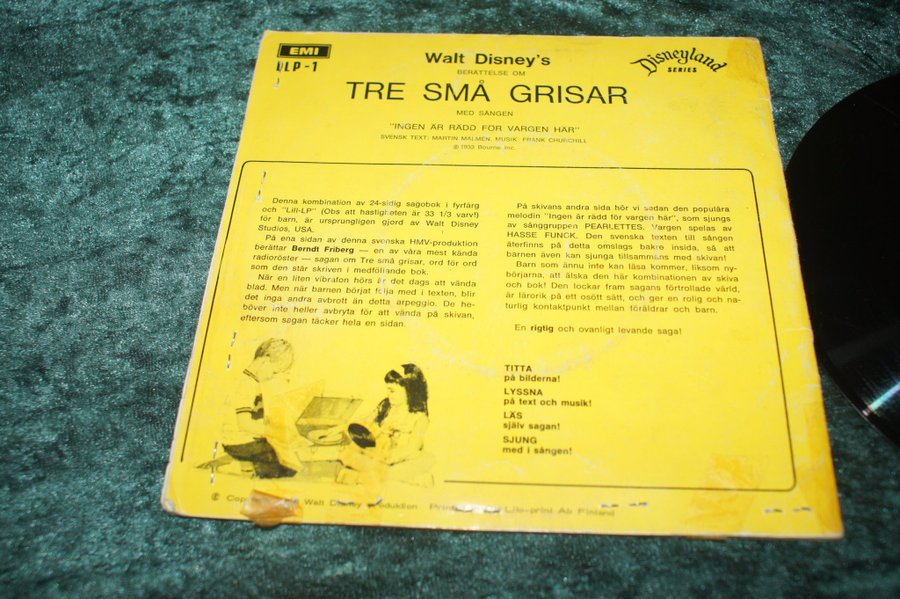 EMI
LLP-1
Walt Disney's
BERÄTTELSE OM
TRE SMÅ GRISAR
MED SÅNGEN
"INGEN ÄR RÄDD FÖR VARGEN HÄR"
SVENSK TEXT: MARTIN MALMÉN, MUSIK: FRANK CHURCHILL
© 1933 Bourne Inc.
Disneyland
SERIES
Denna kombination av 24-sidig sagobok i fyrfärg
och "Lill-LP" (Obs att hastigheten är 33 1/3 varv!)
för barn, är ursprungligen gjord av Walt Disney
Studios, USA.
På ena sidan av denna svenska HMV-produktion
berättar Berndt Friberg — en av våra mest kända
radioröster — sagan om Tre små grisar, ord för ord
som den står skriven i medföljande bok.
När en liten vibrafon hörs är det dags att vända
blad. Men när barnen börjat följa med i texten, blir
det inga andra avbrott än detta arpeggio. De be-
höver inte heller avbryta för att vända på skivan,
eftersom sagan täcker hela en sidan.
På skivans andra sida hör vi sedan den populära
melodin "Ingen är rädd för vargen här", som sjungs
av sånggruppen PEARLETTES. Vargen spelas av
HASSE FUNCK. Den svenska texten till sången
återfinns på detta omslags bakre insida, så att
barnen även kan sjunga tillsammans med skivan!
Barn som ännu inte kan läsa kommer, liksom ny-
börjarna, att älska den här kombinationen av skiva
och bok! Den lockar fram sagans förtrollade värld,
är lärorik på ett osött sätt, och ger en rolig och na-
turlig kontaktpunkt mellan föräldrar och barn.
En riktig och ovanligt levande saga!
TITTA
på bilderna!
LYSSNA
på text och musik!
LÄS
själv sagan!
SJUNG
med i sången!
℗ Walt Disney produktion Lito-print Ab Finland